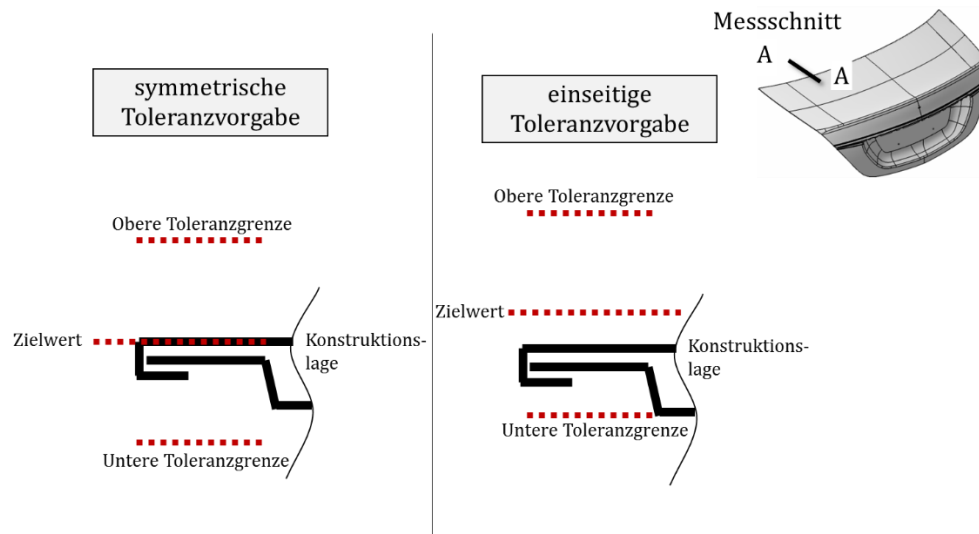 Messschnitt
A
A
symmetrische
Toleranzvorgabe
Obere Toleranzgrenze
Zielwert
Konstruktions-
lage
Untere Toleranzgrenze
einseitige
Toleranzvorgabe
Obere Toleranzgrenze
Zielwert
Konstruktions-
lage
Untere Toleranzgrenze